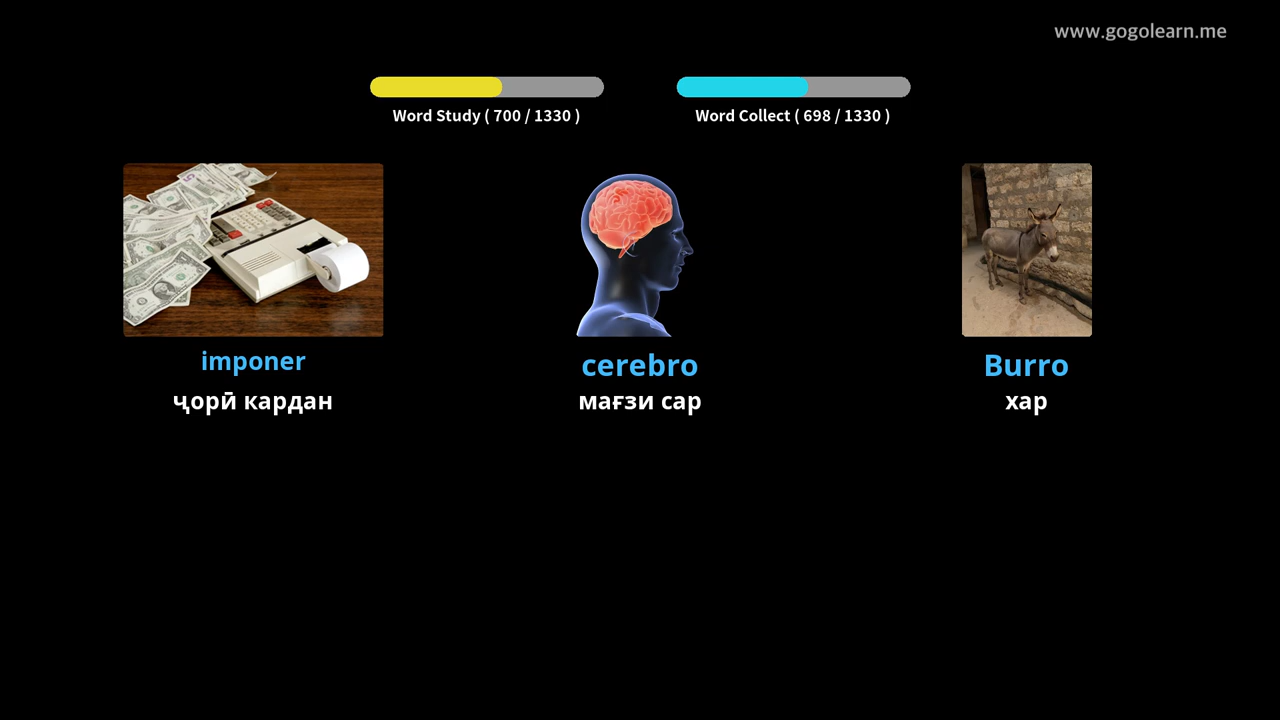 www.gogolearn.me
Word Study ( 700 / 1330 )
Word Collect ( 698 / 1330 )
imponer
ҷорӣ кардан
cerebro
мағзи сар
Burro
хар